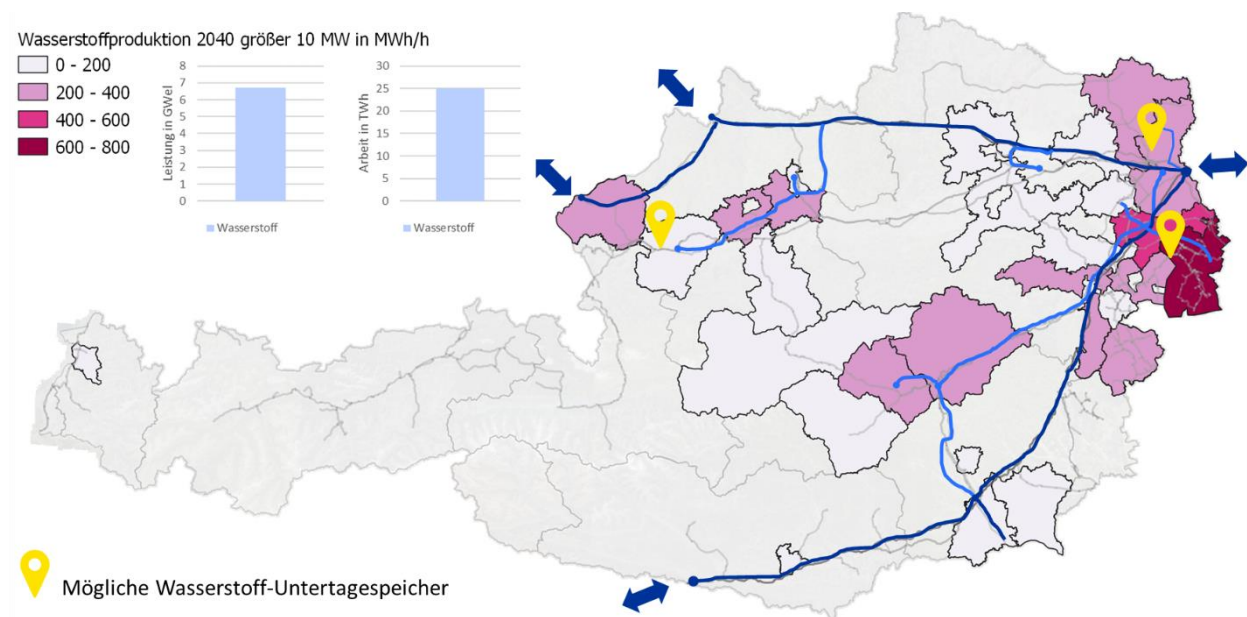 Wasserstoffproduktion 2040 größer 10 MW in MWh/h
0 - 200
200 - 400
400 - 600
600 - 800
Leistung in GWel
8
7
6
5
4
3
2
1
0
Wasserstoff
Arbeit in TWh
30
25
20
15
10
5
0
Wasserstoff
Mögliche Wasserstoff-Untertagespeicher